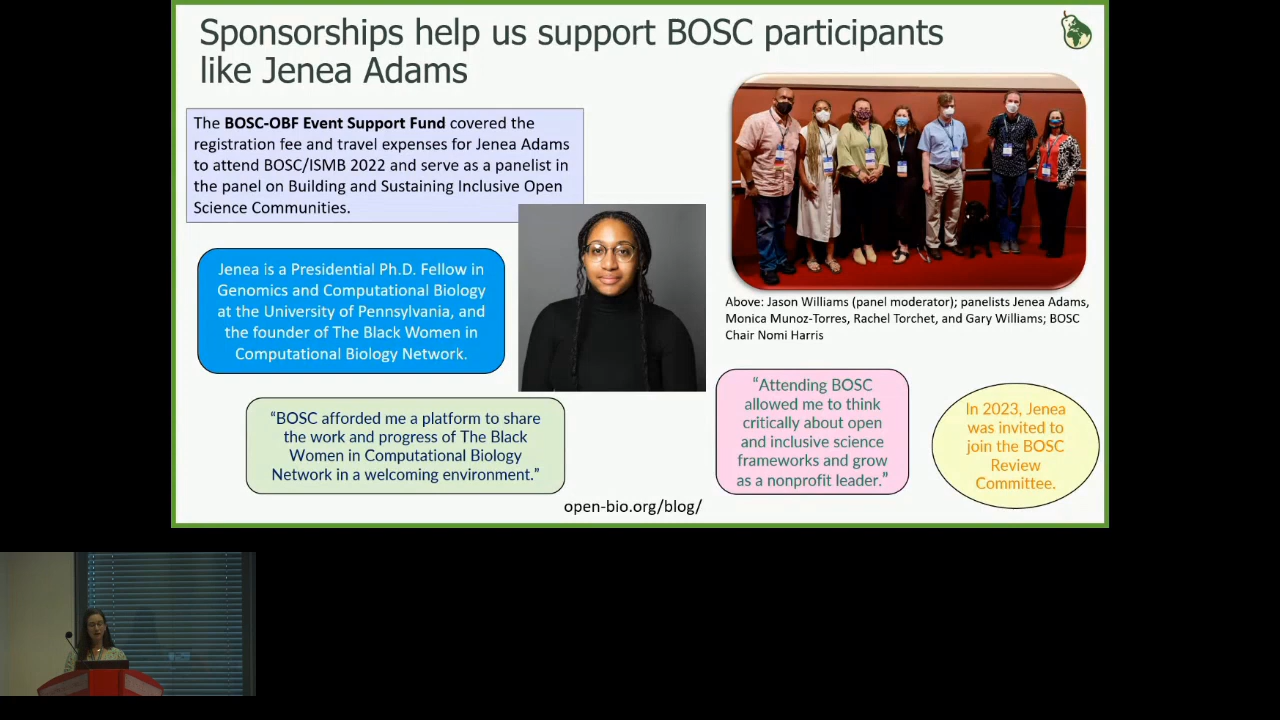 Sponsorships help us support BOSC participants
like Jenea Adams
The BOSC-OBF Event Support Fund covered the
registration fee and travel expenses for Jenea Adams
to attend BOSC/ISMB 2022 and serve as a panelist in
the panel on Building and Sustaining Inclusive Open
Science Communities.
Jenea is a Presidential Ph.D. Fellow in
Genomics and Computational Biology
at the University of Pennsylvania, and
the founder of The Black Women in
Computational Biology Network.
Above: Jason Williams (panel moderator); panelists Jenea Adams,
Monica Munoz-Torres, Rachel Torchet, and Gary Williams; BOSC
Chair Nomi Harris
“BOSC afforded me a platform to share
the work and progress of The Black
Women in Computational Biology
Network in a welcoming environment.”
“Attending BOSC
allowed me to think
critically about open
and inclusive science
frameworks and grow
as a nonprofit leader.”
In 2023, Jenea
was invited to
join the BOSC
Review
Committee.
open-bio.org/blog/